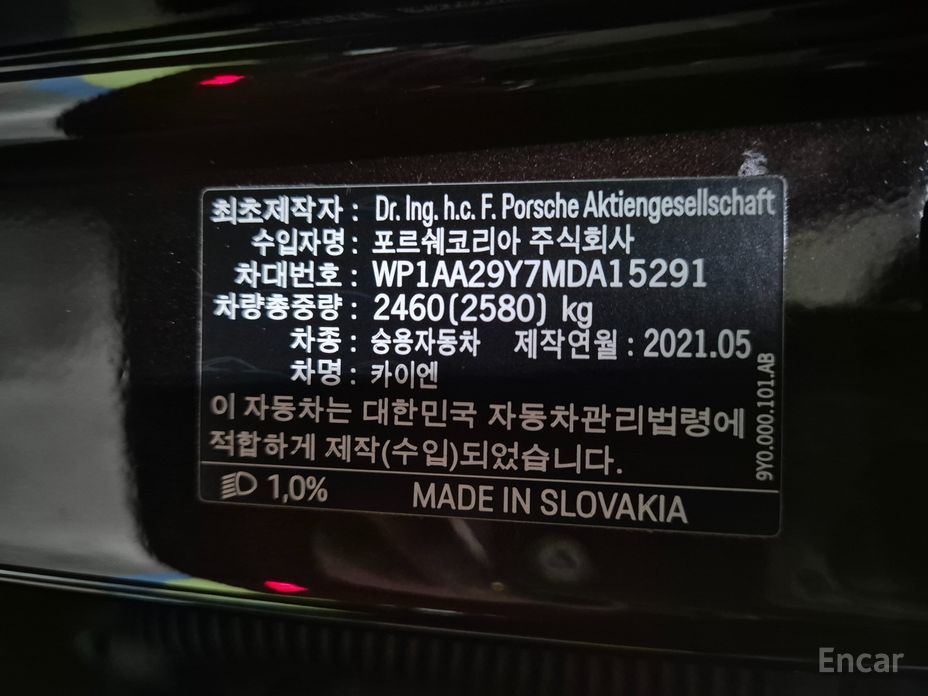 최초제작자 : Dr. Ing. h.c. F. Porsche Aktiengesellschaft
수입자명 : 포르쉐코리아 주식회사
차대번호 : WP1AA29Y7MDA15291
차량총중량 : 2460(2580) kg
차종 : 승용자동차 제작연월 : 2021.05
차명 : 카이엔
이 자동차는 대한민국 자동차관리법령에
적합하게 제작(수입)되었습니다.
1,0% MADE IN SLOVAKIA
9Y0.000.101.AB
Encar